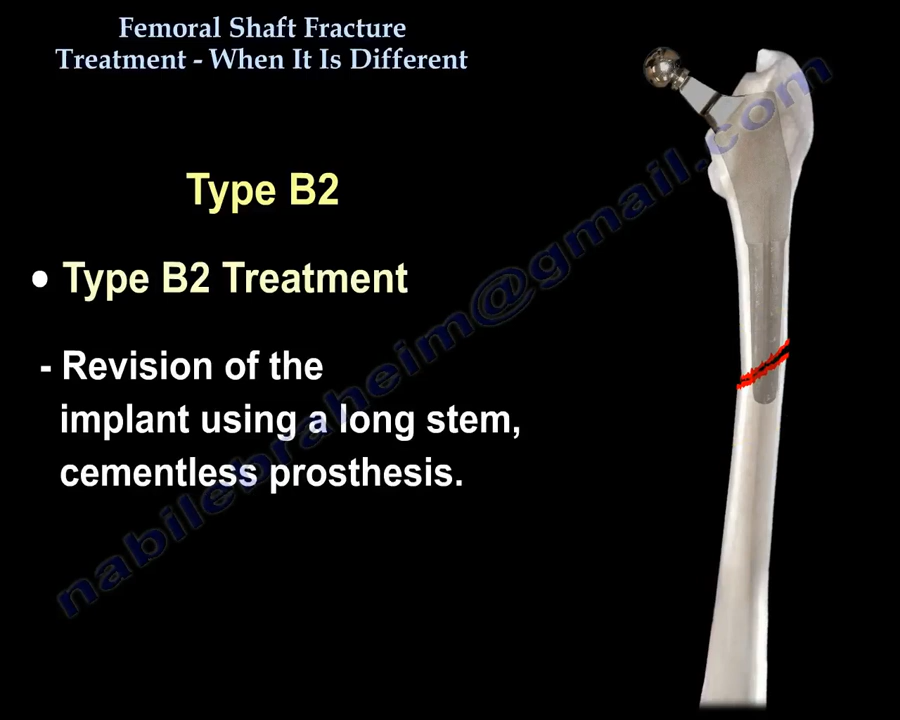 Femoral Shaft Fracture
Treatment - When It Is Different
Type B2
• Type B2 Treatment
- Revision of the
implant using a long stem,
cementless prosthesis.
nabilebraheim@gmail.com